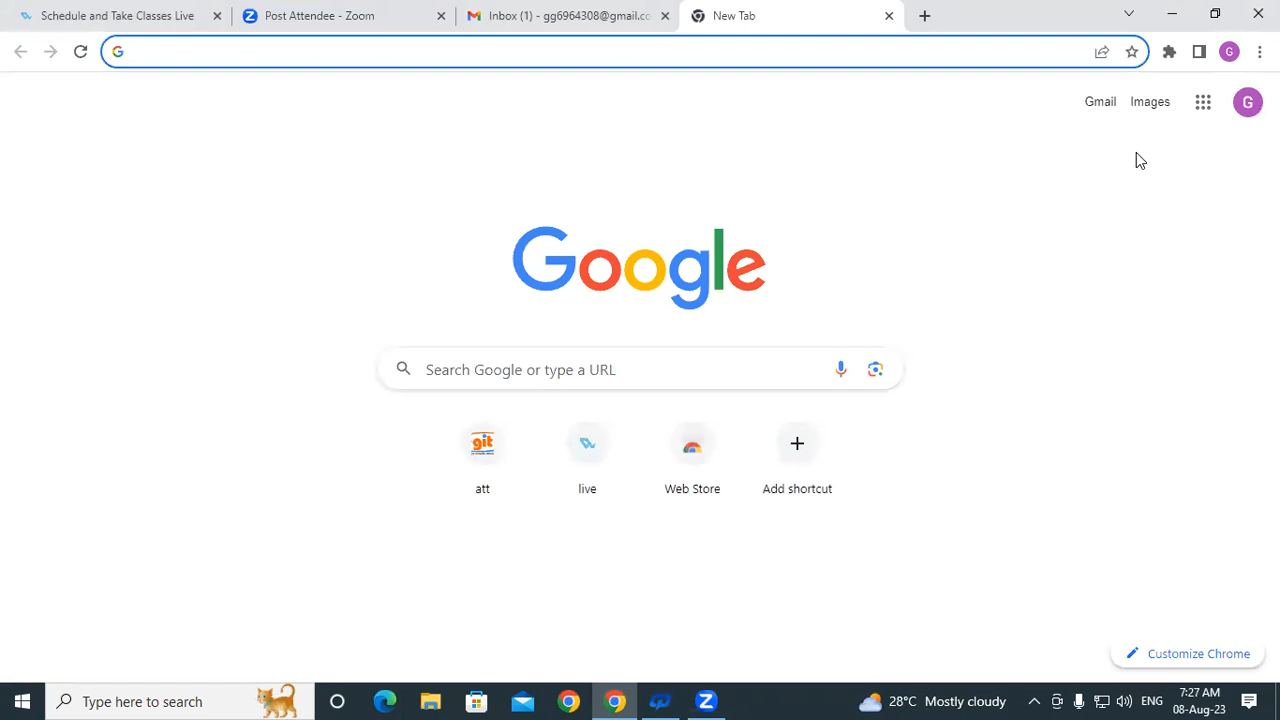 Schedule and Take Classes Live
Post Attendee - Zoom
Inbox (1) - gg6964308@gmail.co
New Tab
G
Gmail
Images
G
Google
Search Google or type a URL
git
att
live
Web Store
Add shortcut
Customize Chrome
Type here to search
28°C Mostly cloudy
ENG
7:27 AM
08-Aug-23